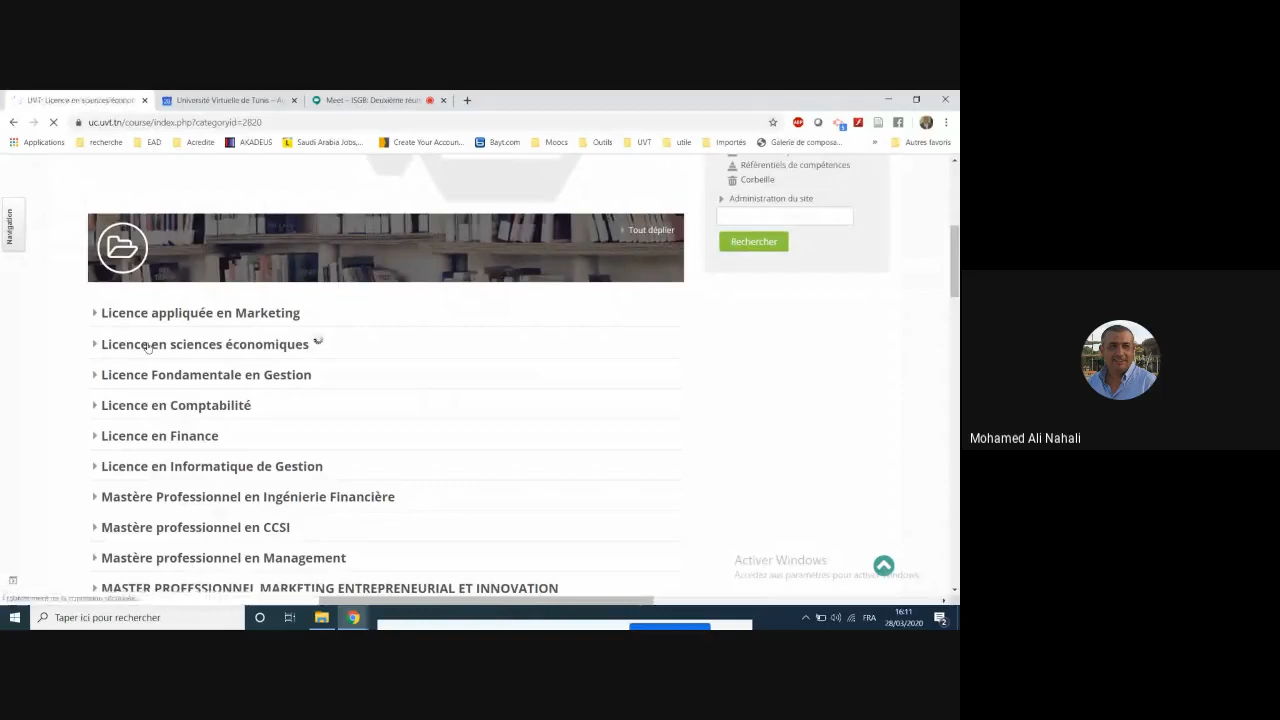 UVT: Licence en sciences économ
Université Virtuelle de Tunis – A
Meet – ISGB: Deuxième réun
uc.uvt.tn/course/index.php?categoryid=2820
Applications
recherche
EAD
Acredite
AKADEUS
Saudi Arabia Jobs,...
Create Your Accoun...
Bayt.com
Moocs
Outils
UVT
utile
Importés
Galerie de composa...
»
Autres favoris
Référentiels de compétences
Corbeille
Administration du site
Rechercher
Navigation
Tout déplier
Licence appliquée en Marketing
Licence en sciences économiques
Licence Fondamentale en Gestion
Licence en Comptabilité
Licence en Finance
Licence en Informatique de Gestion
Mastère Professionnel en Ingénierie Financière
Mastère professionnel en CCSI
Mastère professionnel en Management
MASTER PROFESSIONNEL MARKETING ENTREPRENEURIAL ET INNOVATION
Activer Windows
Accédez aux paramètres pour activer Windows.
Taper ici pour rechercher
FRA
16:11
28/03/2020
2
Mohamed Ali Nahali